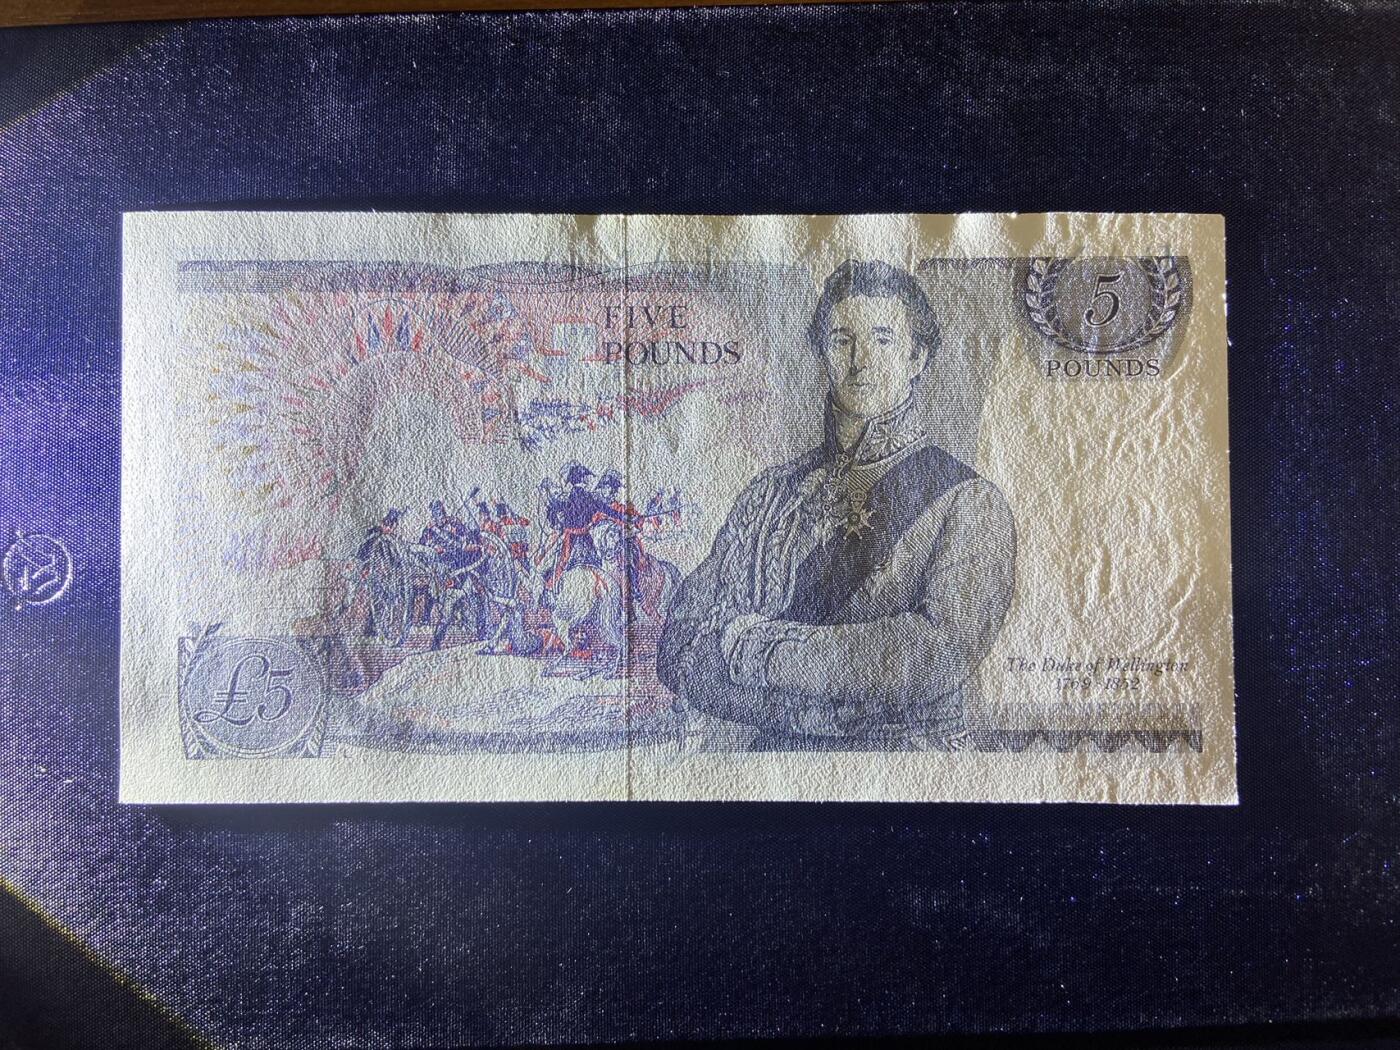 FIVE
POUNDS
5
POUNDS
£5
The Duke of Wellington
1769-1852